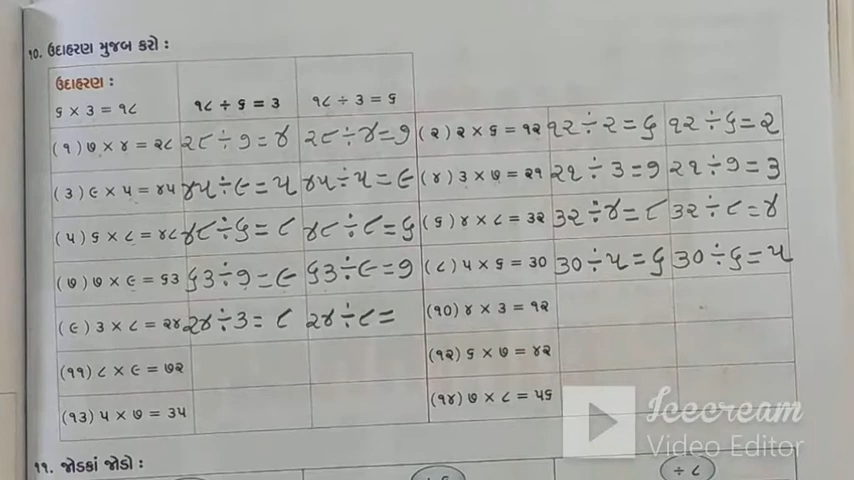 ૧૦. ઉદાહરણ મુજબ કરો :
ઉદાહરણ :
૬ × ૩ = ૧૮ ૧૮ ÷ ૬ = ૩ ૧૮ ÷ ૩ = ૬
(૧) ૭ × ૪ = ૨૮ ૨૮ ÷ ૭ = ૪ ૨૮ ÷ ૪ = ૭ (૨) ૨ × ૬ = ૧૨ ૧૨ ÷ ૨ = ૬ ૧૨ ÷ ૬ = ૨
(૩) ૯ × ૫ = ૪૫ ૪૫ ÷ ૯ = ૫ ૪૫ ÷ ૫ = ૯ (૪) ૩ × ૭ = ૨૧ ૨૧ ÷ ૩ = ૭ ૨૧ ÷ ૭ = ૩
(૫) ૬ × ૮ = ૪૮ ૪૮ ÷ ૬ = ૮ ૪૮ ÷ ૮ = ૬ (૬) ૪ × ૮ = ૩૨ ૩૨ ÷ ૪ = ૮ ૩૨ ÷ ૮ = ૪
(૭) ૭ × ૯ = ૬૩ ૬૩ ÷ ૭ = ૯ ૬૩ ÷ ૯ = ૭ (૮) ૫ × ૬ = ૩૦ ૩૦ ÷ ૫ = ૬ ૩૦ ÷ ૬ = ૫
(૯) ૩ × ૮ = ૨૪ ૨૪ ÷ ૩ = ૮ ૨૪ ÷ ૮ = (૧૦) ૪ × ૩ = ૧૨
(૧૧) ૮ × ૯ = ૭૨ (૧૨) ૬ × ૭ = ૪૨
(૧૩) ૫ × ૭ = ૩૫ (૧૪) ૭ × ૮ = ૫૬
Icecream
Video Editor
૧૧. જોડકાં જોડો :
÷ ૮